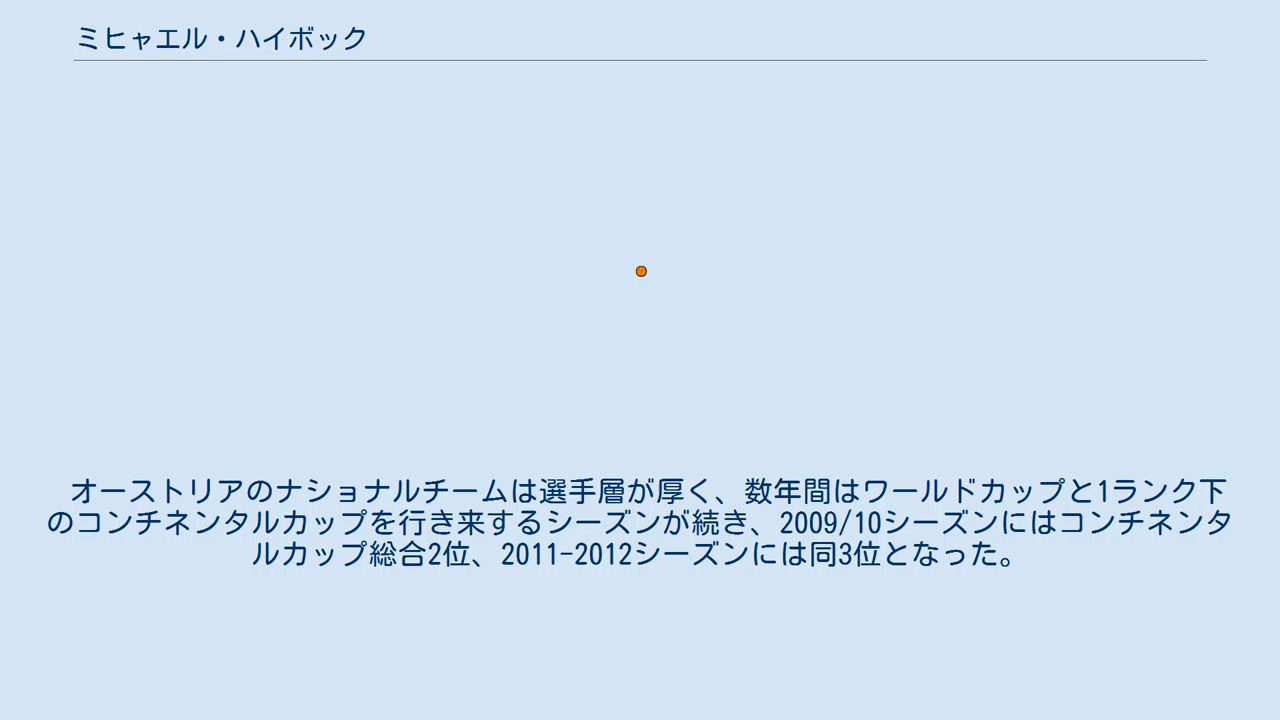 ミヒャエル・ハイボック
オーストリアのナショナルチームは選手層が厚く、数年間はワールドカップと1ランク下
のコンチネンタルカップを行き来するシーズンが続き、2009/10シーズンにはコンチネンタ
ルカップ総合2位、2011-2012シーズンには同3位となった。